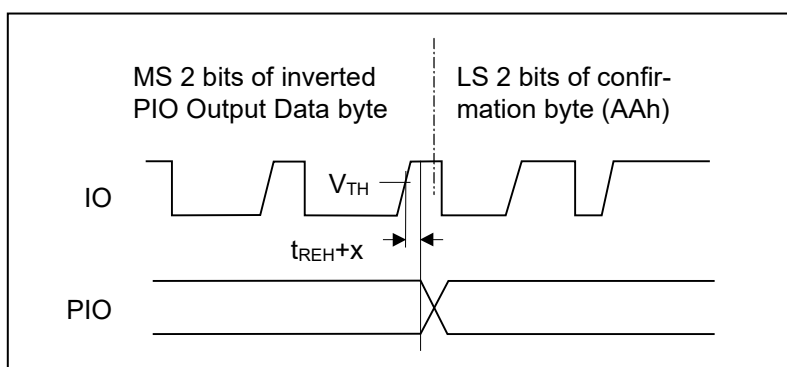 MS 2 bits of inverted
PIO Output Data byte
LS 2 bits of confir-
mation byte (AAh)
IO
VTH
tREH+x
PIO